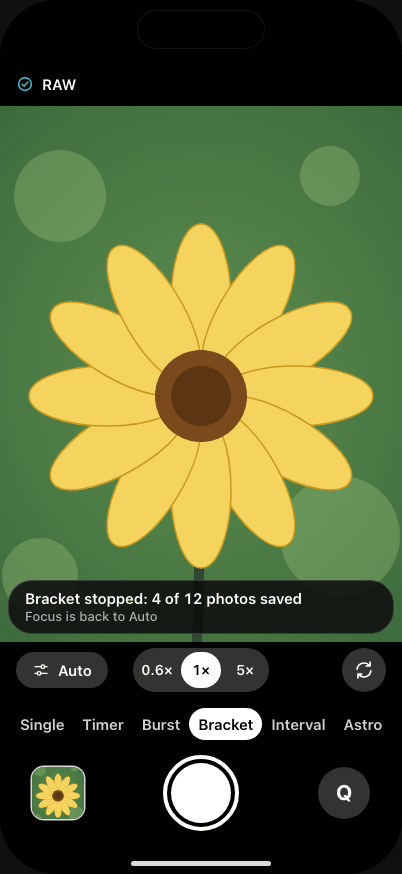 RAW
Bracket stopped: 4 of 12 photos saved
Focus is back to Auto
Auto
0.6× 1× 5×
Single Timer Burst Bracket Interval Astro
Q